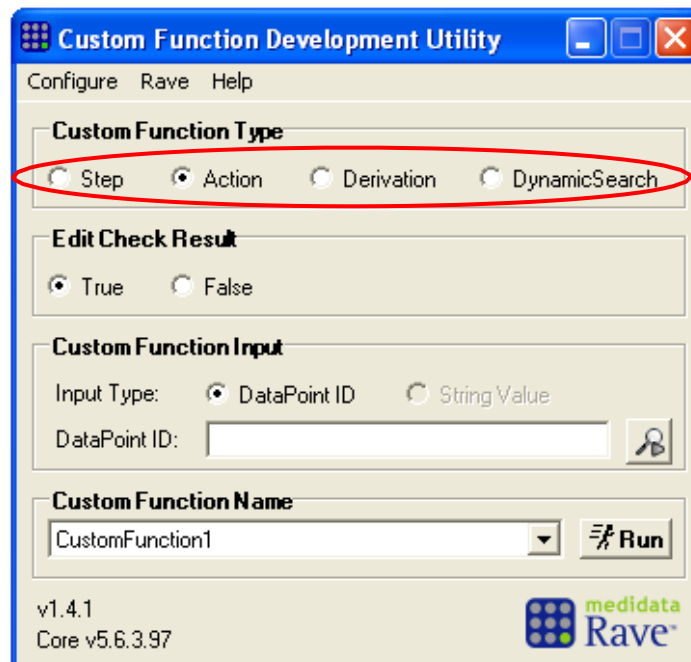 Custom Function Development Utility
Configure Rave Help
Custom Function Type
Step Action Derivation DynamicSearch
Edit Check Result
True False
Custom Function Input
Input Type: DataPoint ID String Value
DataPoint ID:
Custom Function Name
CustomFunction1 Run
v1.4.1
Core v5.6.3.97
medidata
Rave™